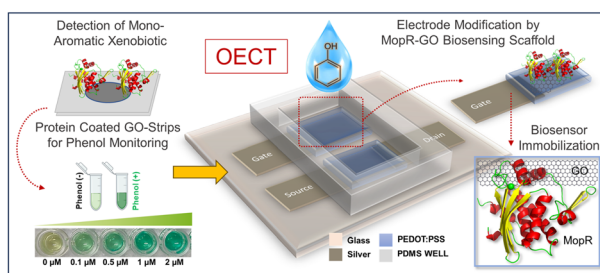 Detection of Mono-
Aromatic Xenobiotic
Protein Coated GO-Strips
for Phenol Monitoring
Phenol (-)
Phenol (+)
0 µM
0.1 µM
0.5 µM
1 µM
2 µM
OECT
OH
Gate
Source
Drain
Glass
Silver
PEDOT:PSS
PDMS WELL
Electrode Modification by
MopR-GO Biosensing Scaffold
Gate
Biosensor
Immobilization
GO
MopR